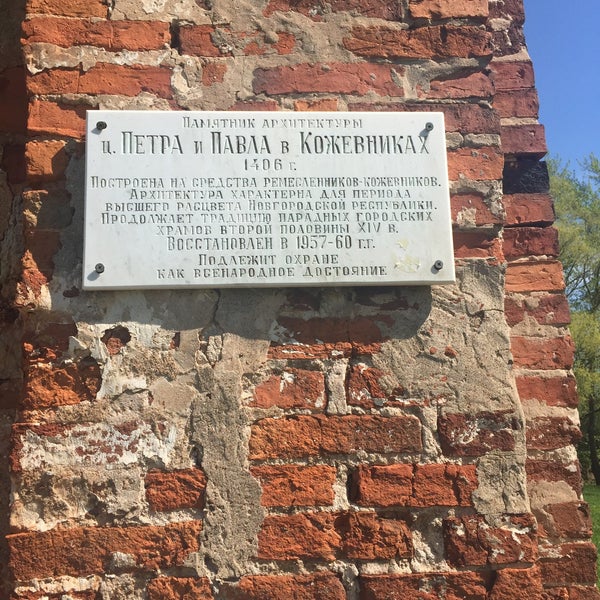 Памятник архитектуры
ц. Петра и Павла в Кожевниках
1406 г.
Построена на средства ремесленников-кожевников.
Архитектура характерна для периода
высшего расцвета Новгородской республики.
Продолжает традицию парадных городских
храмов второй половины XIV в.
Восстановлен в 1957-60 г.г.
Подлежит охране
как всенародное достояние